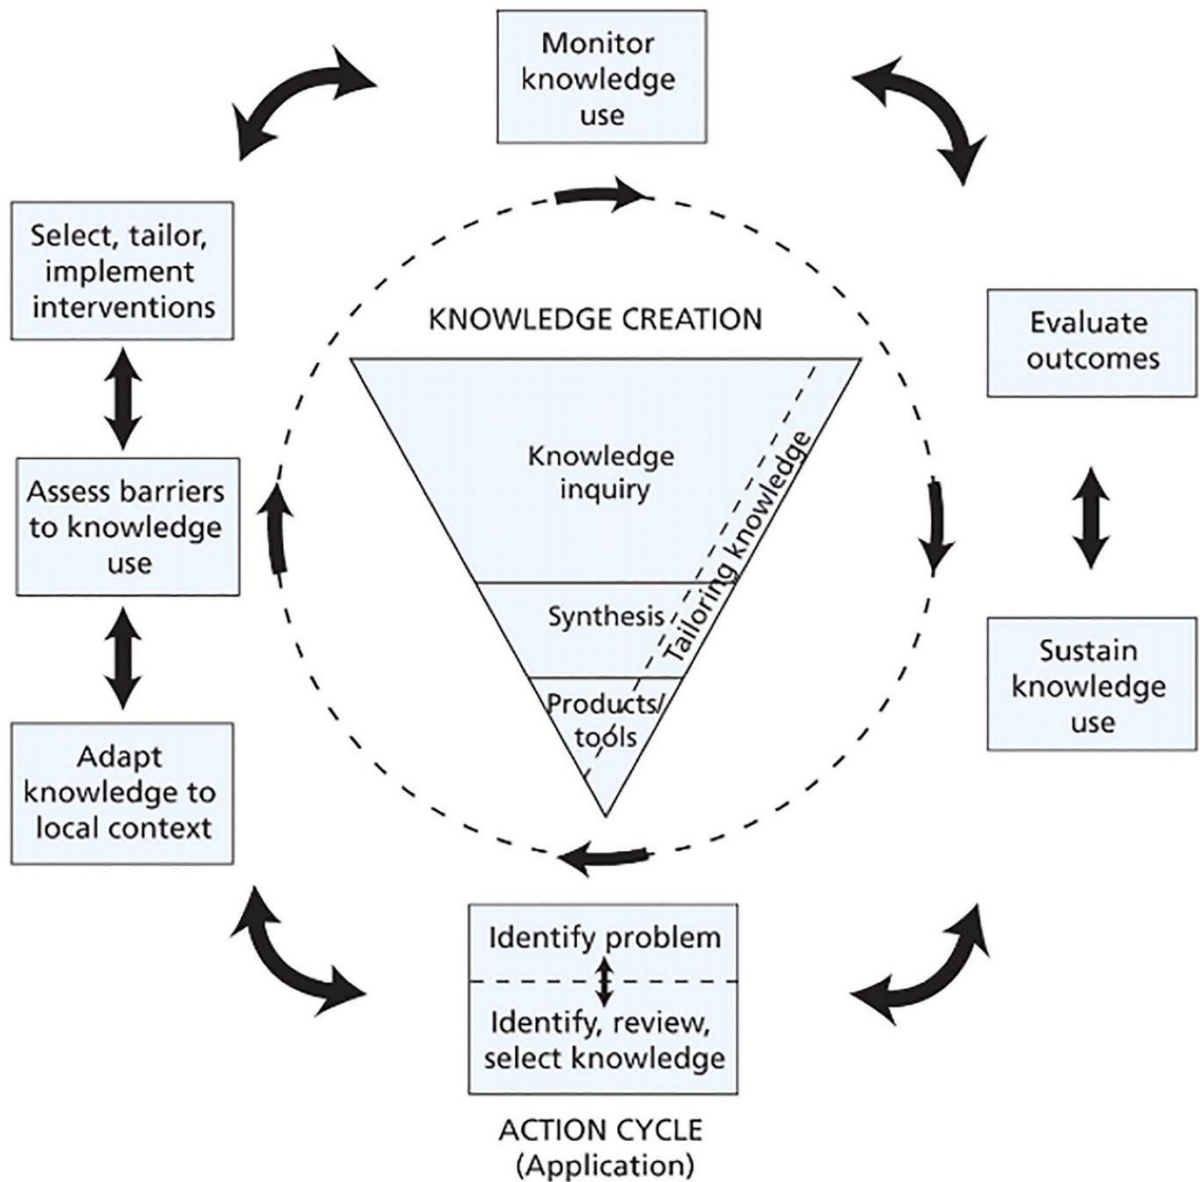 Monitor
knowledge
use
Select, tailor,
implement
interventions
KNOWLEDGE CREATION
Evaluate
outcomes
Knowledge
inquiry
Tailoring knowledge
Assess barriers
to knowledge
use
Synthesis
Sustain
knowledge
use
Products/
tools
Adapt
knowledge to
local context
Identify problem
Identify, review,
select knowledge
ACTION CYCLE
(Application)